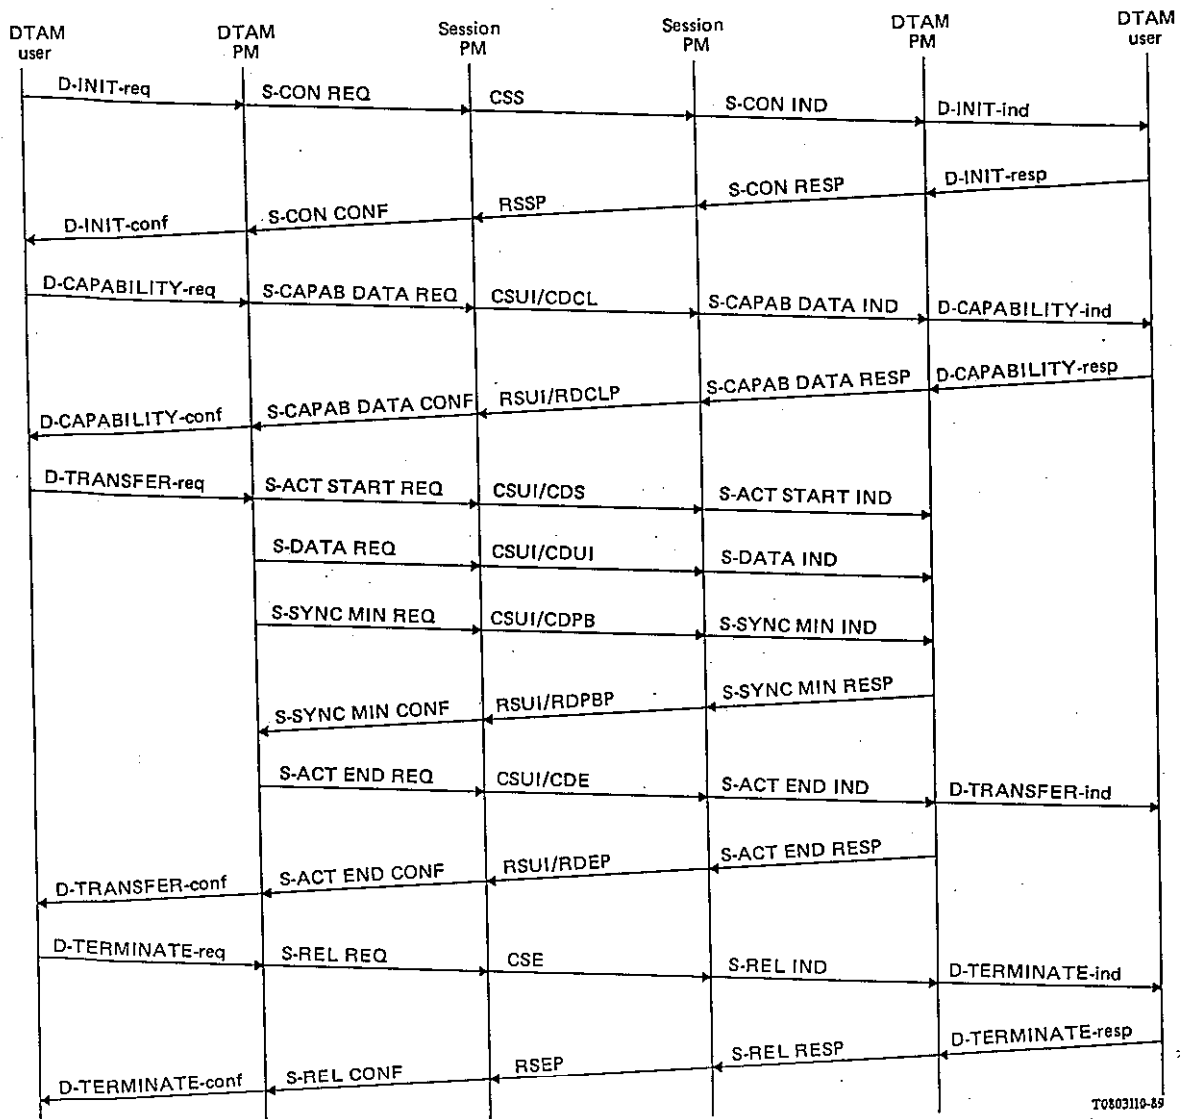 DTAM user
DTAM PM
Session PM
Session PM
DTAM PM
DTAM user
D-INIT-req
S-CON REQ
CSS
S-CON IND
D-INIT-ind
D-INIT-conf
S-CON CONF
RSSP
S-CON RESP
D-INIT-resp
D-CAPABILITY-req
S-CAPAB DATA REQ
CSUI/CDCL
S-CAPAB DATA IND
D-CAPABILITY-ind
D-CAPABILITY-conf
S-CAPAB DATA CONF
RSUI/RDCLP
S-CAPAB DATA RESP
D-CAPABILITY-resp
D-TRANSFER-req
S-ACT START REQ
CSUI/CDS
S-ACT START IND
S-DATA REQ
CSUI/CDUI
S-DATA IND
S-SYNC MIN REQ
CSUI/CDPB
S-SYNC MIN IND
S-SYNC MIN CONF
RSUI/RDPBP
S-SYNC MIN RESP
S-ACT END REQ
CSUI/CDE
S-ACT END IND
D-TRANSFER-ind
D-TRANSFER-conf
S-ACT END CONF
RSUI/RDEP
S-ACT END RESP
D-TERMINATE-req
S-REL REQ
CSE
S-REL IND
D-TERMINATE-ind
D-TERMINATE-conf
S-REL CONF
RSEP
S-REL RESP
D-TERMINATE-resp
T0803110-89